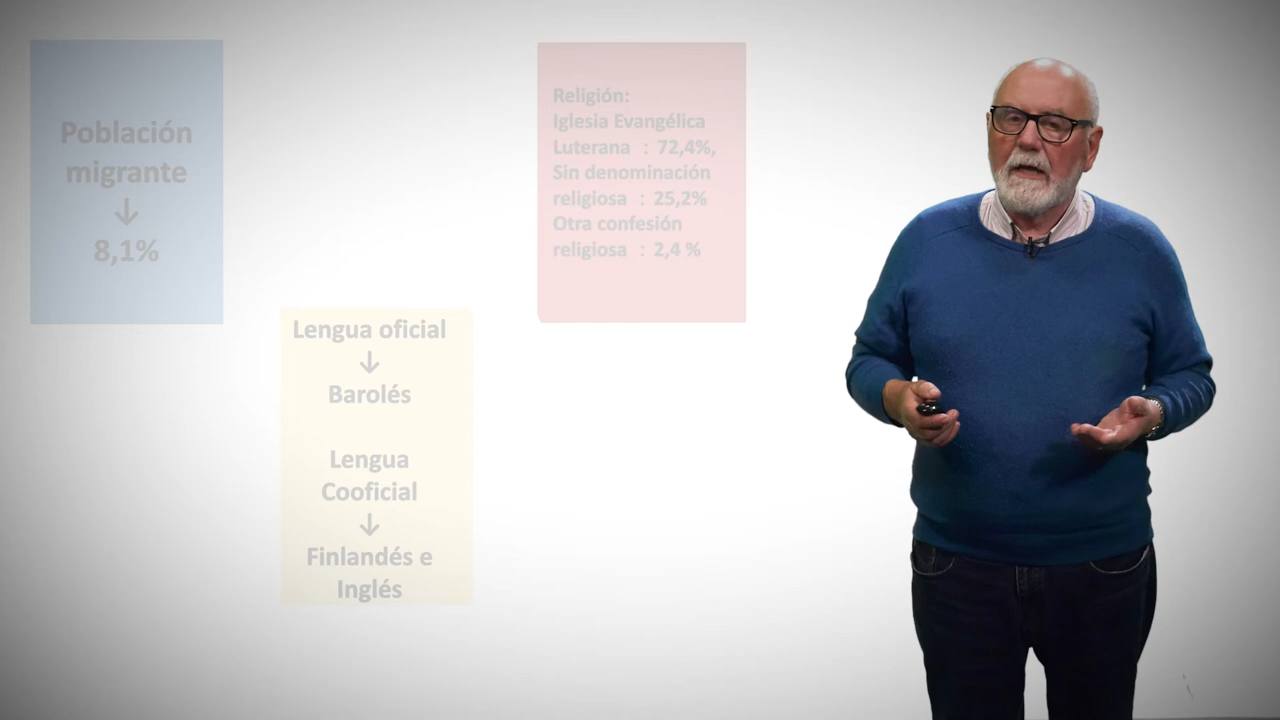 Población
migrante
↓
8,1%
Lengua oficial
↓
Barolés
Lengua
Cooficial
↓
Finlandés e
Inglés
Religión:
Iglesia Evangélica
Luterana : 72,4%,
Sin denominación
religiosa : 25,2%
Otra confesión
religiosa : 2,4 %